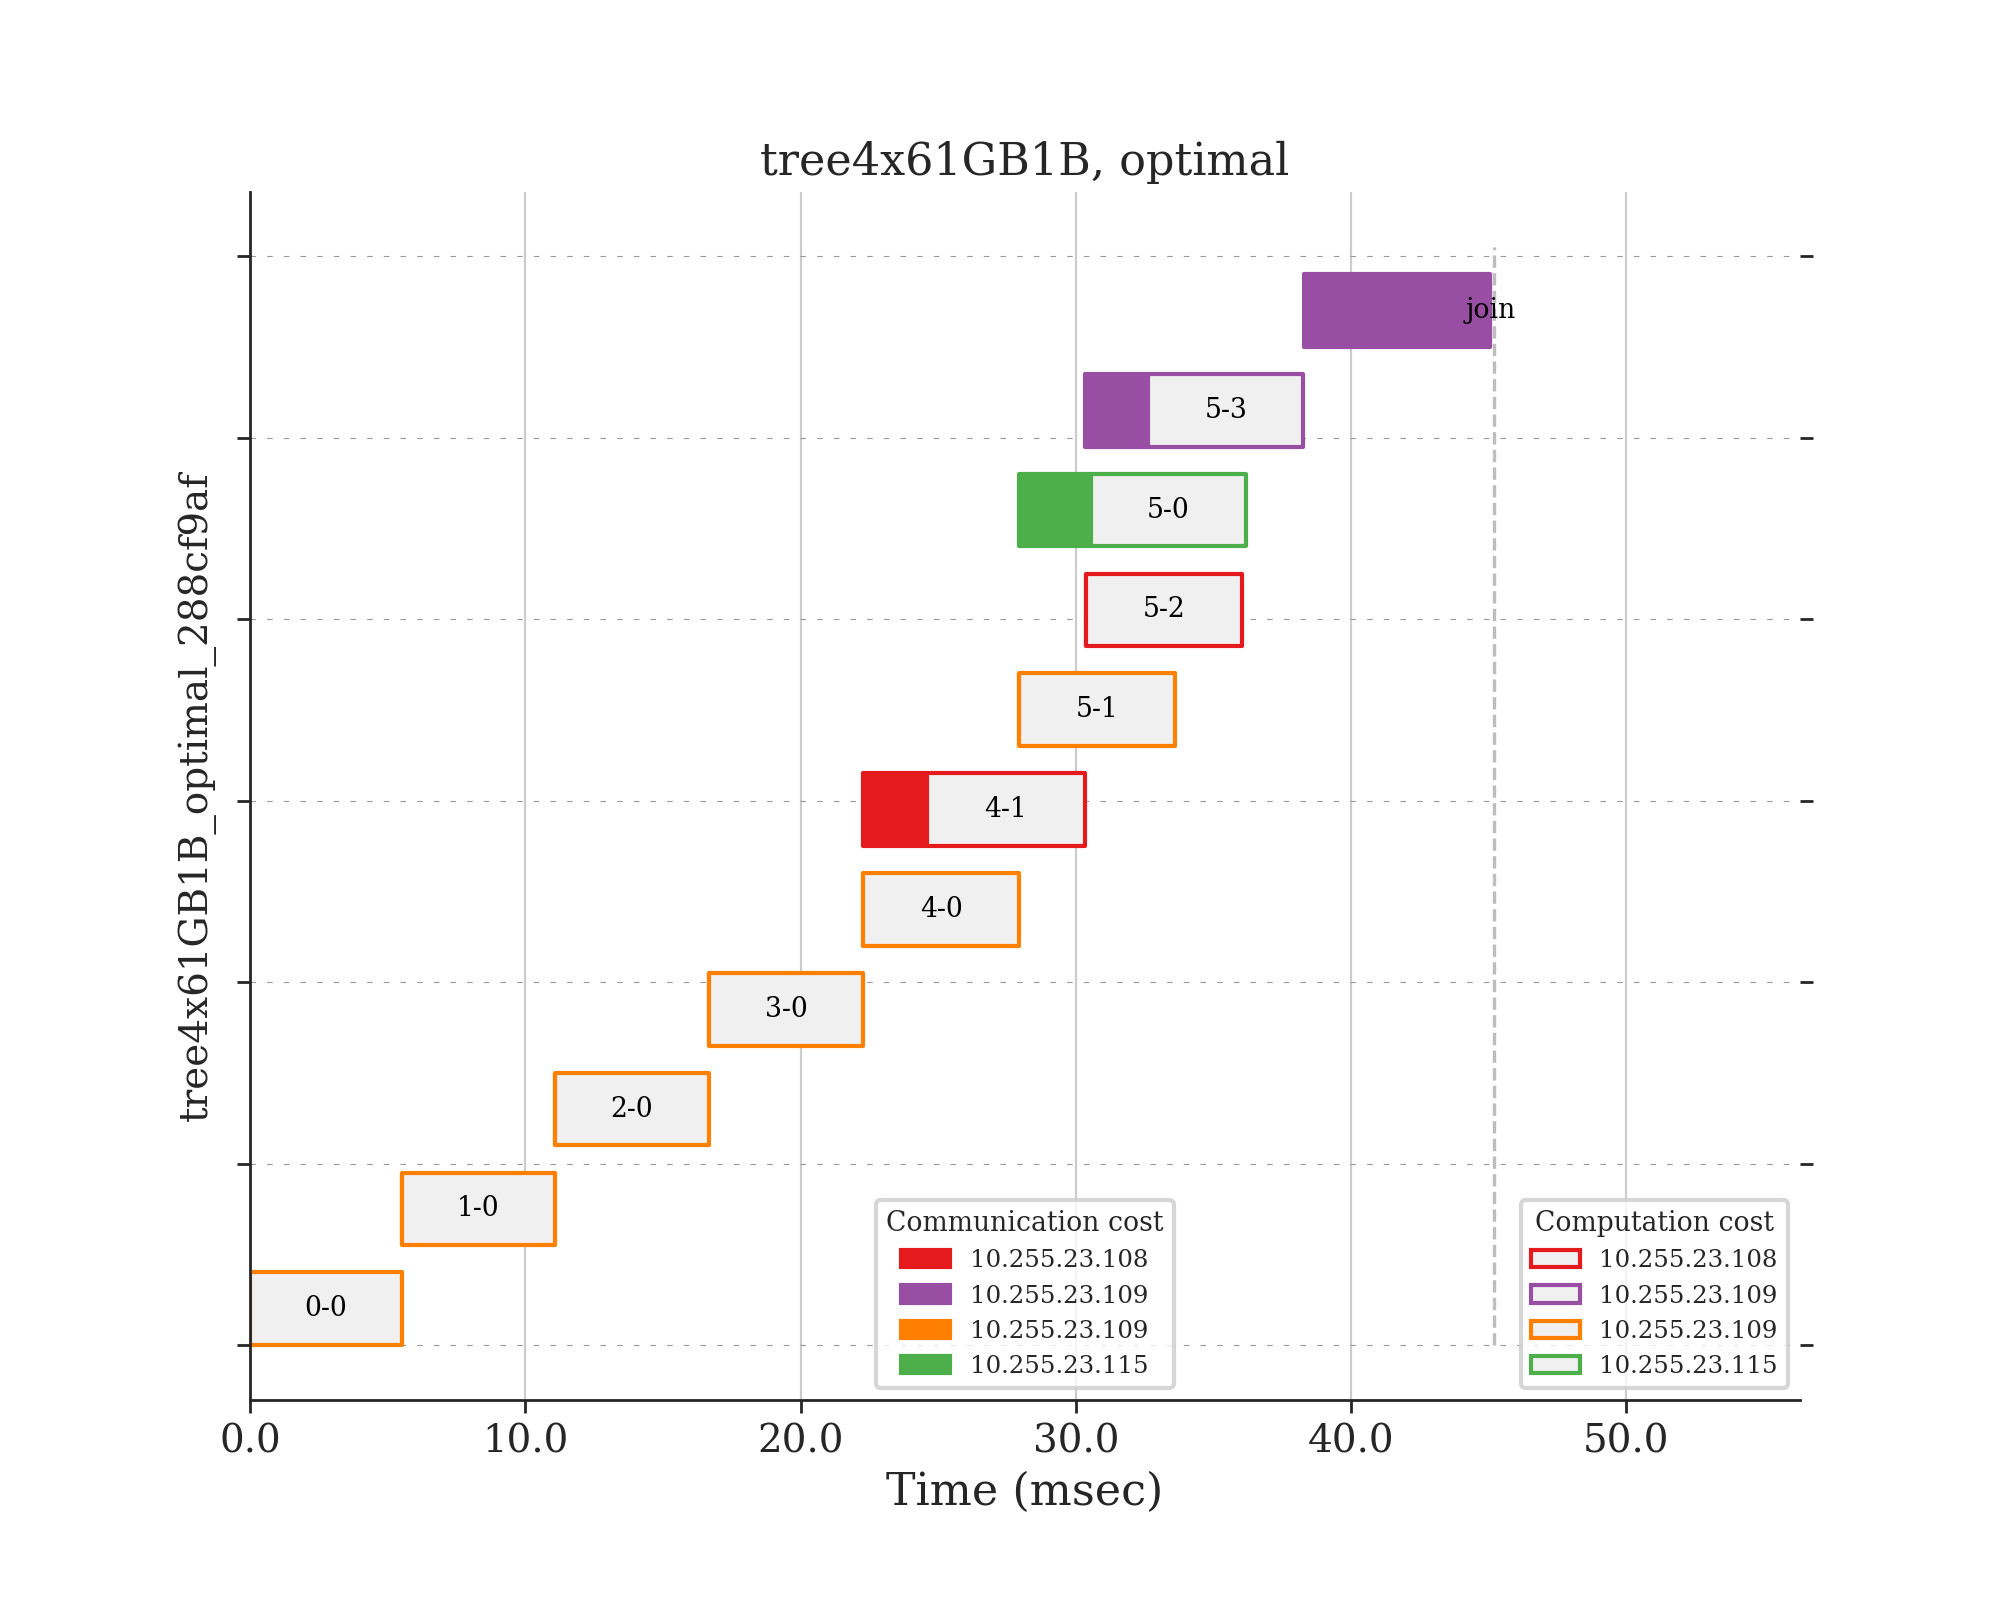 tree4x61GB1B, optimal
tree4x61GB1B_optimal_288cf9af
join
5-3
5-0
5-2
5-1
4-1
4-0
3-0
2-0
1-0
0-0
Communication cost
10.255.23.108
10.255.23.109
10.255.23.109
10.255.23.115
Computation cost
10.255.23.108
10.255.23.109
10.255.23.109
10.255.23.115
0.0 10.0 20.0 30.0 40.0 50.0
Time (msec)